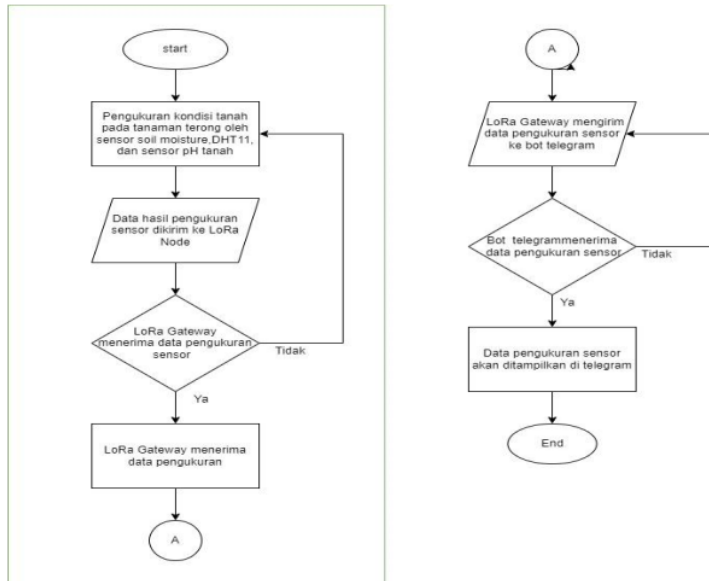 start
Pengukuran kondisi tanah
pada tanaman terong oleh
sensor soil moisture,DHT11,
dan sensor pH tanah
Data hasil pengukuran
sensor dikirim ke LoRa
Node
LoRa Gateway
menerima data pengukuran
sensor
Tidak
Ya
LoRa Gateway menerima
data pengukuran
A
A
LoRa Gateway mengirim
data pengukuran sensor
ke bot telegram
Bot telegrammenerima
data pengukuran sensor
Tidak
Ya
Data pengukuran sensor
akan ditampilkan di telegram
End